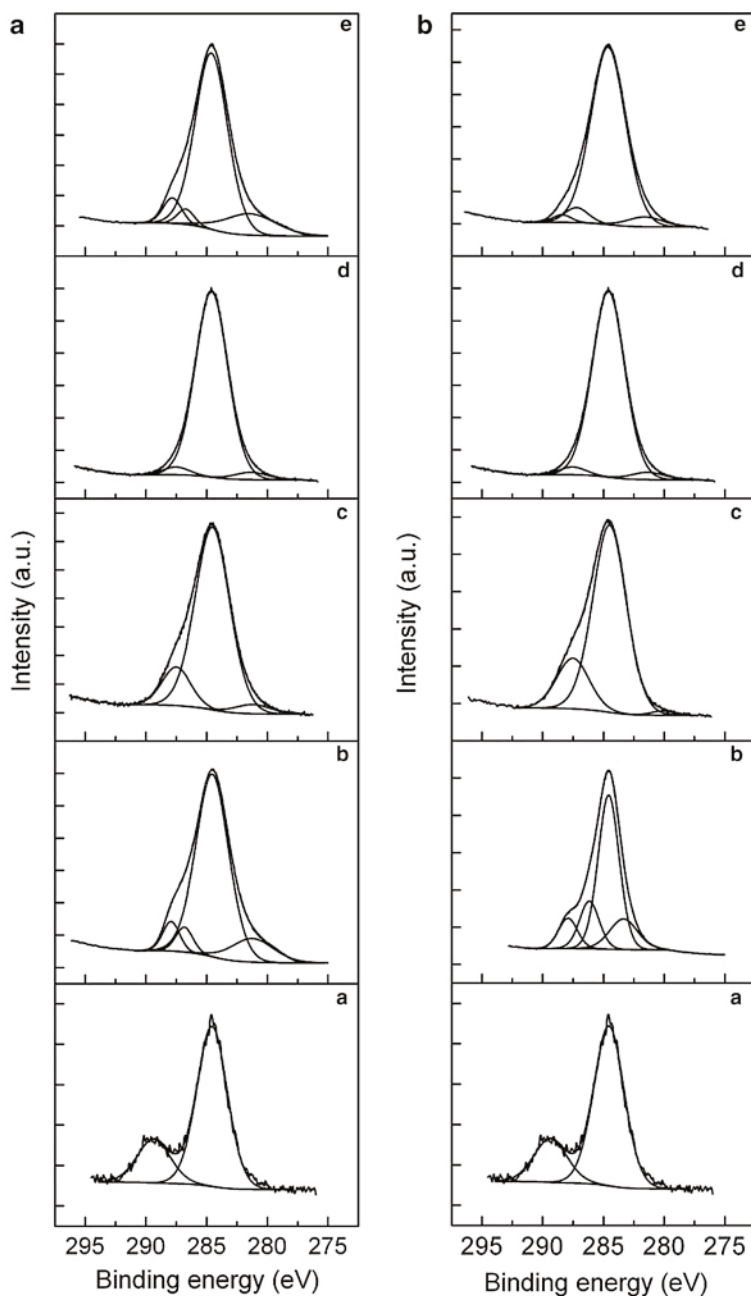 a
e
d
c
b
a
Intensity (a.u.)
295 290 285 280 275
Binding energy (eV)
b
e
d
c
b
a
Intensity (a.u.)
295 290 285 280 275
Binding energy (eV)